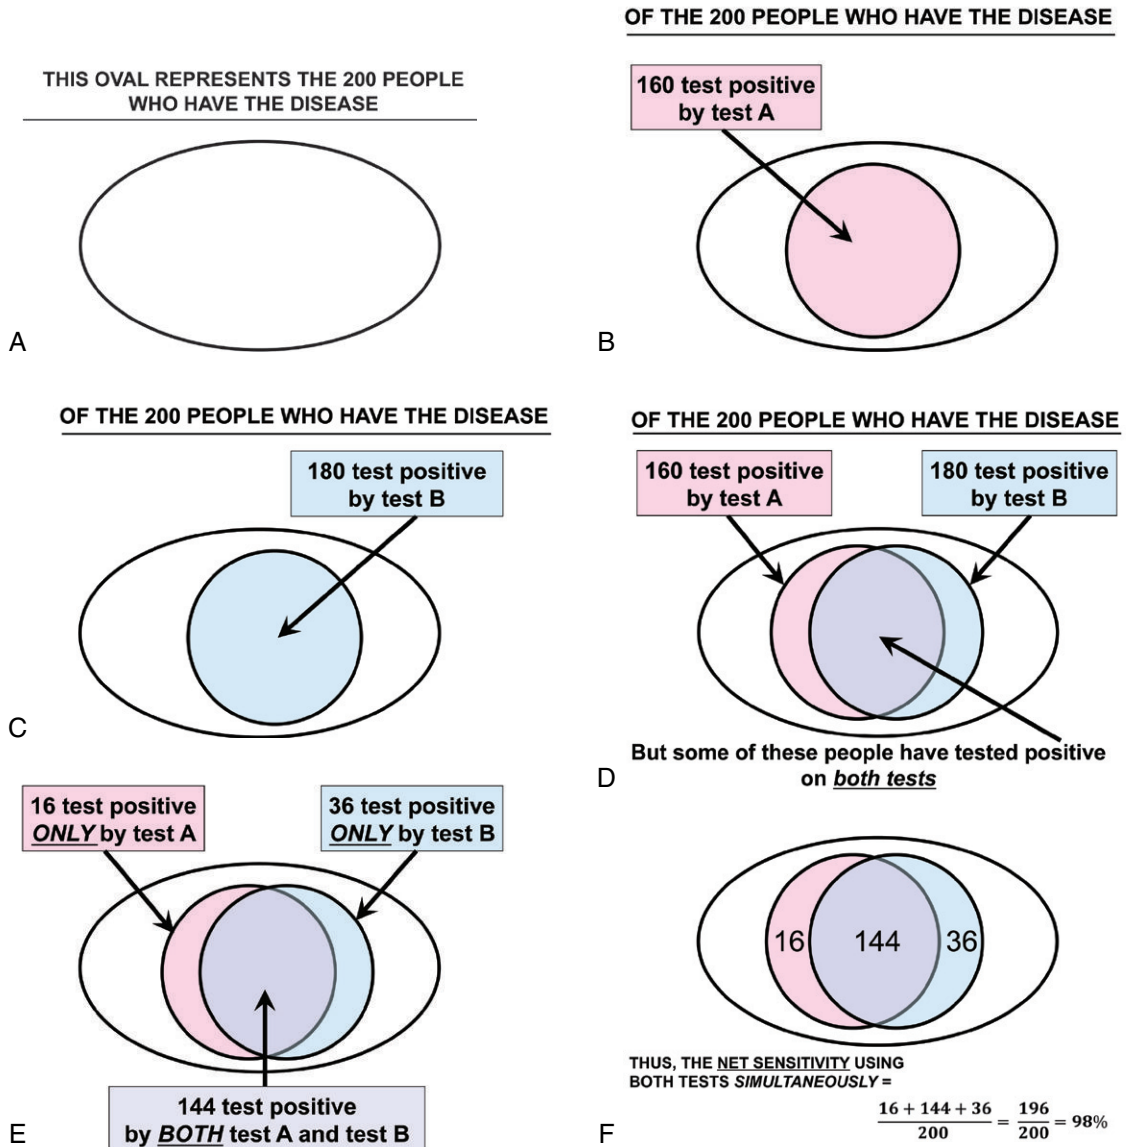 THIS OVAL REPRESENTS THE 200 PEOPLE
WHO HAVE THE DISEASE
A
OF THE 200 PEOPLE WHO HAVE THE DISEASE
160 test positive
by test A
B
OF THE 200 PEOPLE WHO HAVE THE DISEASE
180 test positive
by test B
C
OF THE 200 PEOPLE WHO HAVE THE DISEASE
160 test positive
by test A
180 test positive
by test B
But some of these people have tested positive
on both tests
D
16 test positive
ONLY by test A
36 test positive
ONLY by test B
144 test positive
by BOTH test A and test B
E
16 144 36
THUS, THE NET SENSITIVITY USING
BOTH TESTS SIMULTANEOUSLY =
16 + 144 + 36 / 200 = 196 / 200 = 98%
F